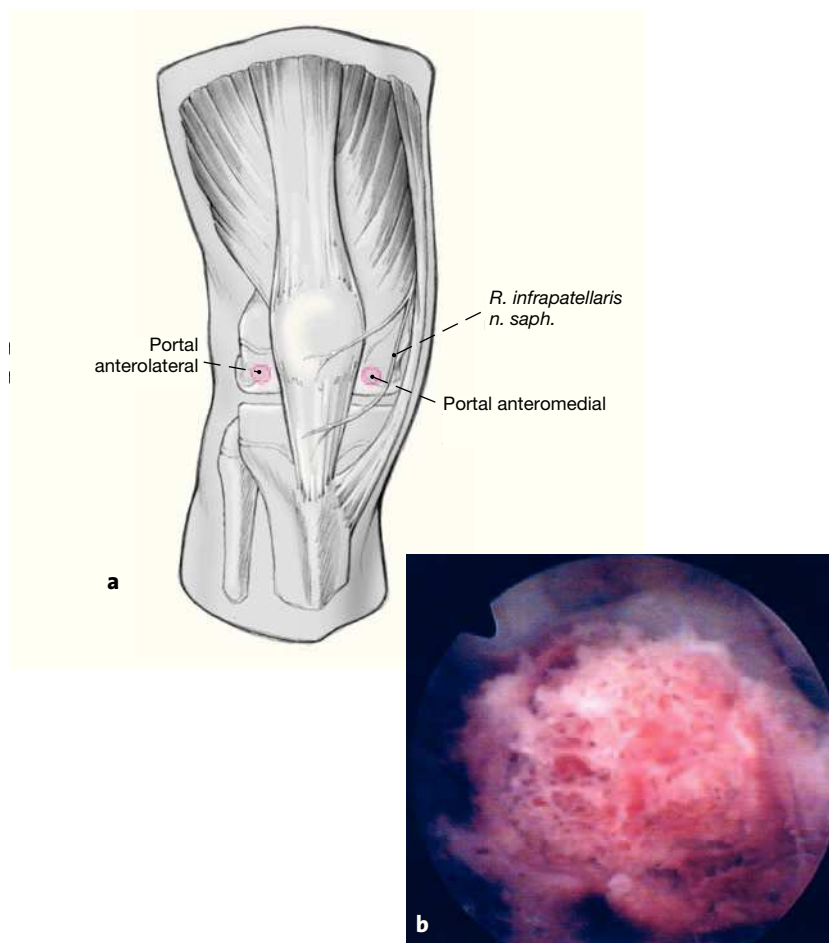 R. infrapatellaris
n. saph.
Portal
anterolateral
Portal anteromedial
a
b